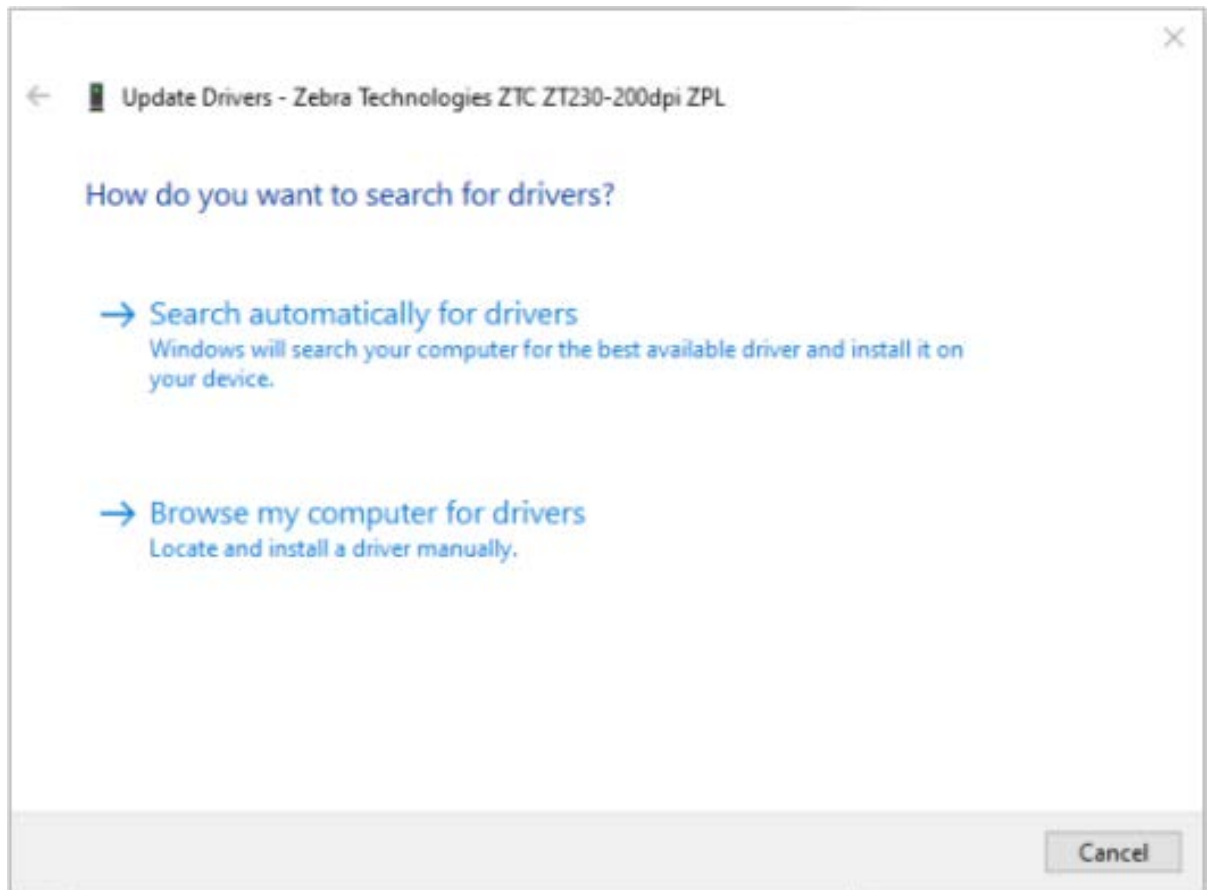 Update Drivers - Zebra Technologies ZTC ZT230-200dpi ZPL
How do you want to search for drivers?
Search automatically for drivers
Windows will search your computer for the best available driver and install it on
your device.
Browse my computer for drivers
Locate and install a driver manually.
Cancel